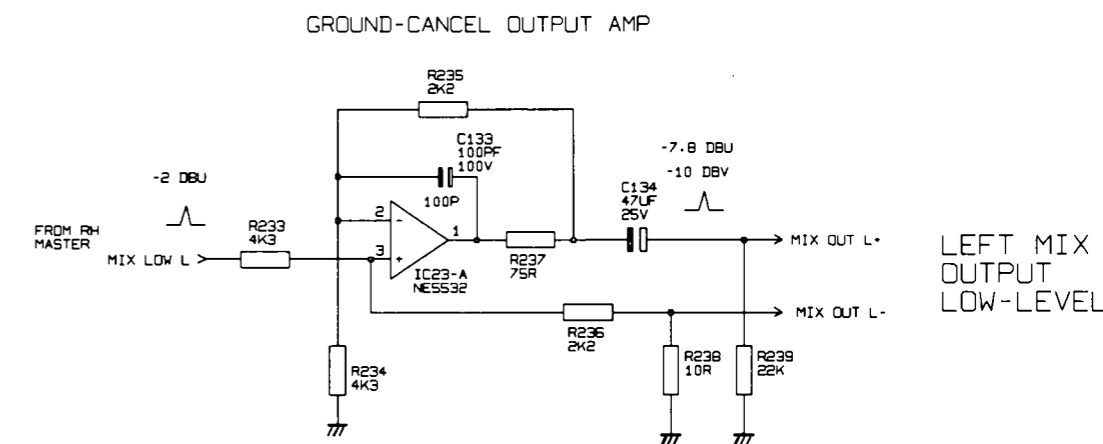 GROUND-CANCEL OUTPUT AMP
R235
2K2
C133
100PF
100V
100P
-2 DBU
-7.8 DBU
-10 DBV
C134
47UF
25V
FROM RH
MASTER
MIX LOW L
R233
4K3
2
-
3
+
1
IC23-A
NE5532
R237
75R
MIX OUT L+
LEFT MIX
OUTPUT
LOW-LEVEL
MIX OUT L-
R236
2K2
R234
4K3
R238
10R
R239
22K